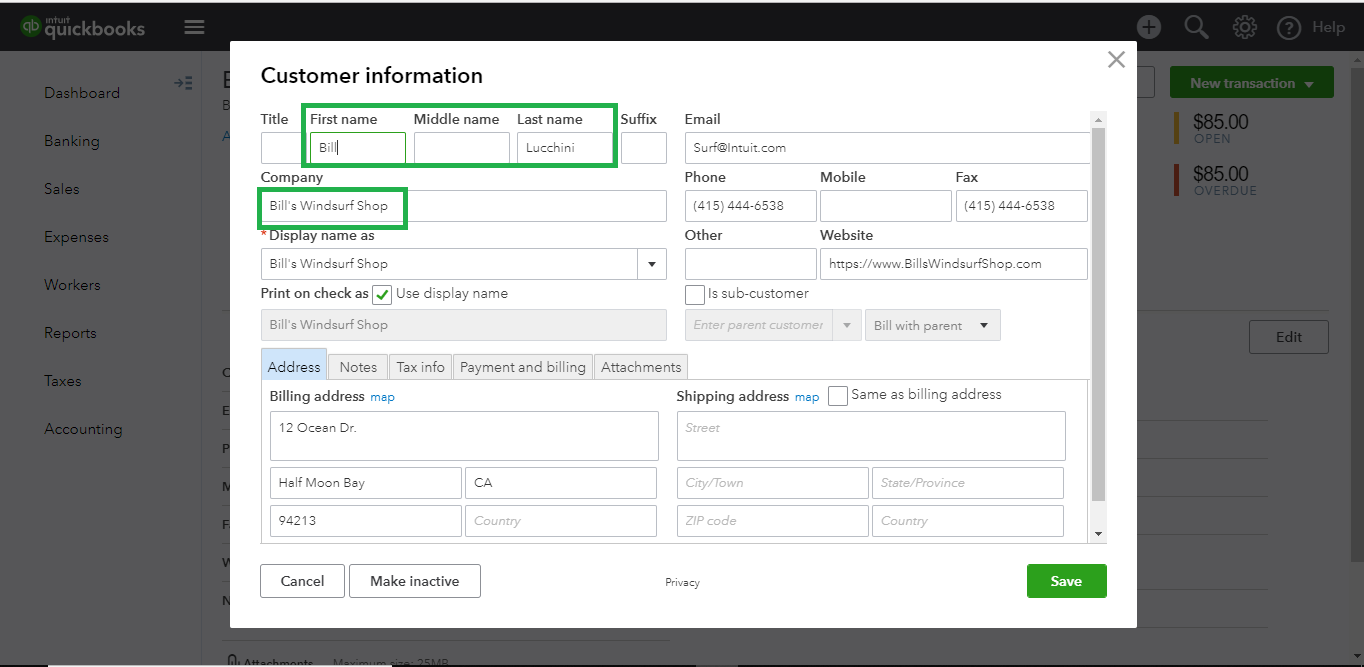 intuit
qb quickbooks
Help
Dashboard
Banking
Sales
Expenses
Workers
Reports
Taxes
Accounting
New transaction
$85.00
OPEN
$85.00
OVERDUE
Edit
Customer information
Title First name Middle name Last name Suffix Email
Bill Lucchini Surf@Intuit.com
Company Phone Mobile Fax
Bill's Windsurf Shop (415) 444-6538 (415) 444-6538
* Display name as Other Website
Bill's Windsurf Shop https://www.BillsWindsurfShop.com
Print on check as Use display name Is sub-customer
Bill's Windsurf Shop Enter parent customer Bill with parent
Address Notes Tax info Payment and billing Attachments
Billing address map Shipping address map Same as billing address
12 Ocean Dr. Street
Half Moon Bay CA City/Town State/Province
94213 Country ZIP code Country
Cancel Make inactive Privacy Save
Attachments Maximum size: 25MB